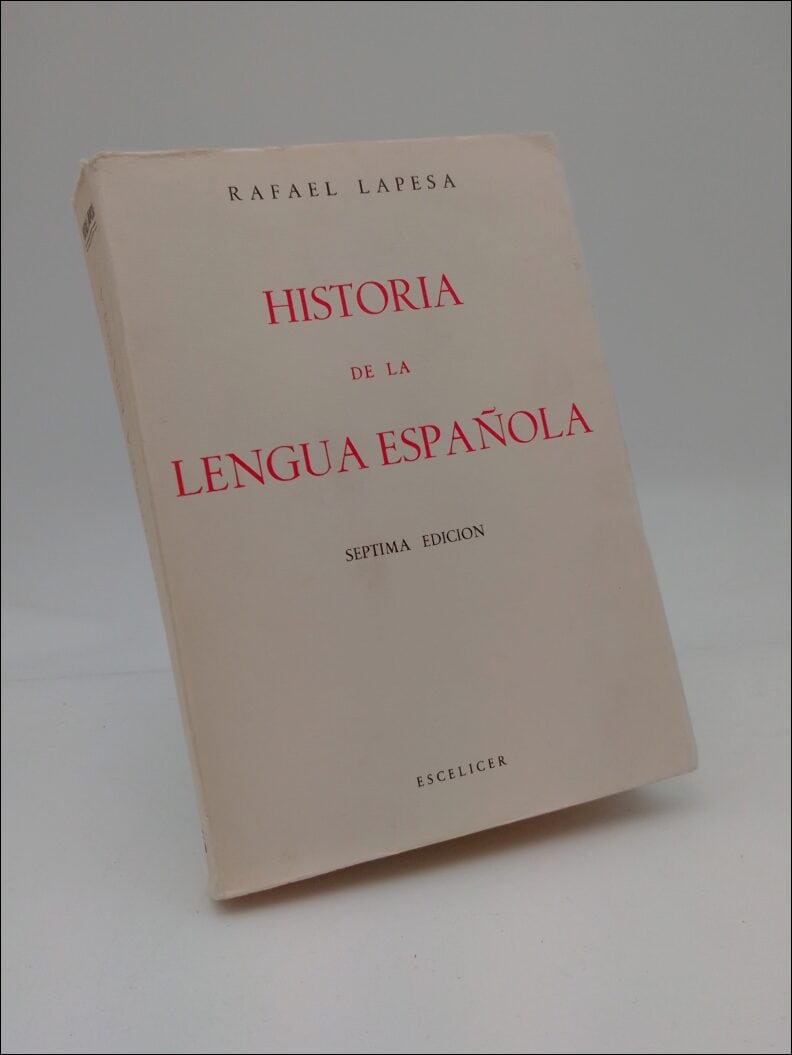 RAFAEL LAPESA
HISTORIA
DE LA
LENGUA ESPAÑOLA
SEPTIMA EDICION
ESCELICER